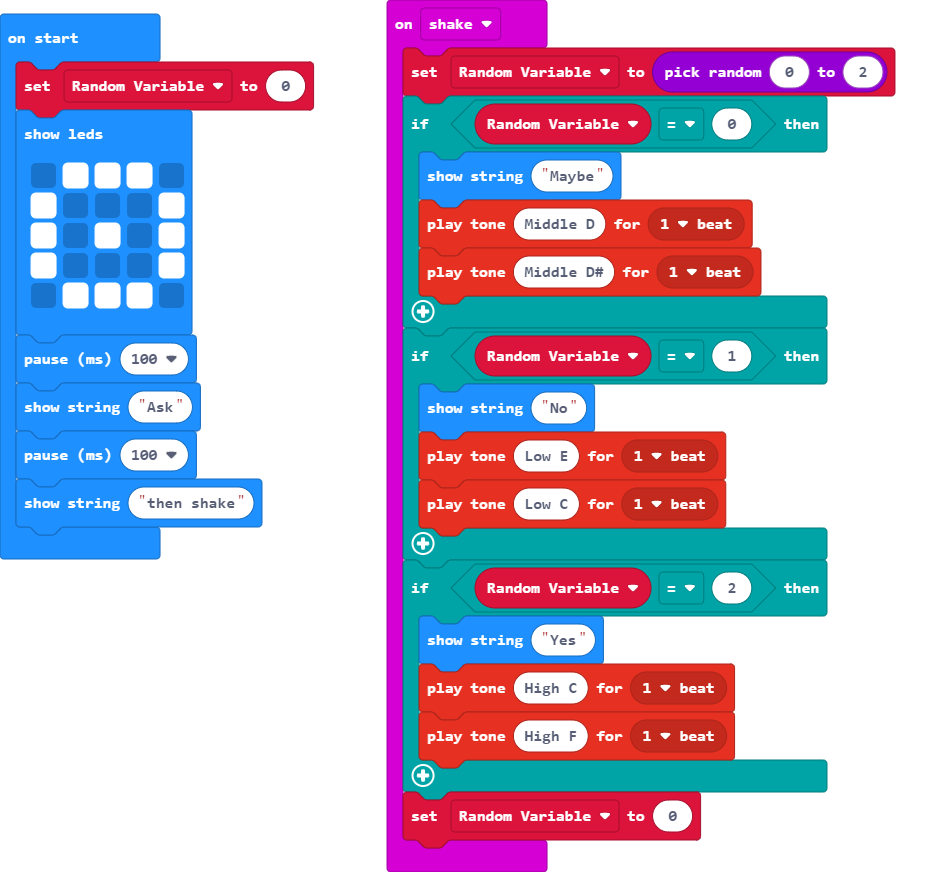 on start
set Random Variable to 0
show leds
pause (ms) 100
show string "Ask"
pause (ms) 100
show string "then shake"
on shake
set Random Variable to pick random 0 to 2
if Random Variable = 0 then
show string "Maybe"
play tone Middle D for 1 beat
play tone Middle D# for 1 beat
if Random Variable = 1 then
show string "No"
play tone Low E for 1 beat
play tone Low C for 1 beat
if Random Variable = 2 then
show string "Yes"
play tone High C for 1 beat
play tone High F for 1 beat
set Random Variable to 0